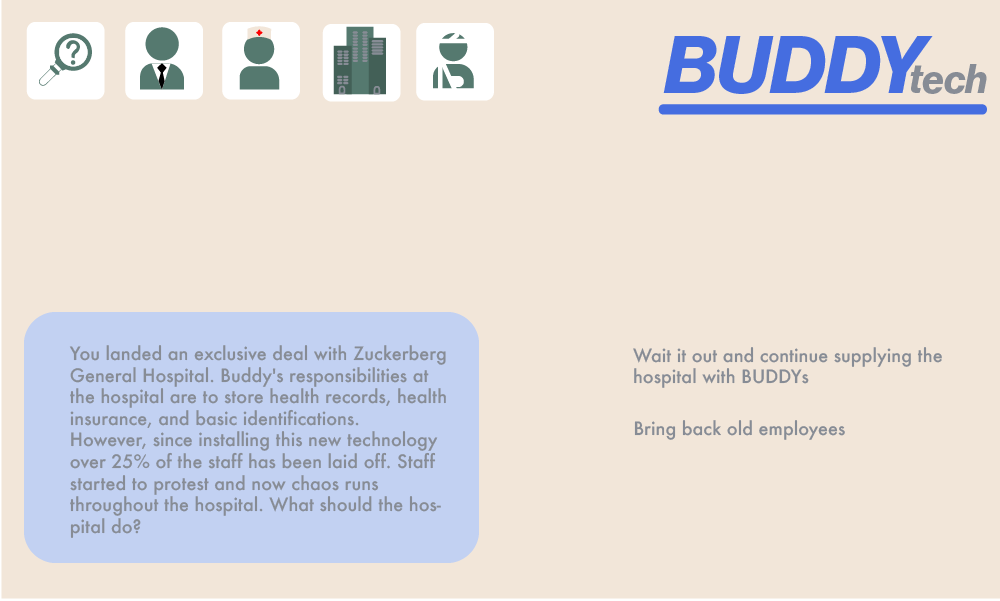 BUDDYtech
You landed an exclusive deal with Zuckerberg
General Hospital. Buddy's responsibilities at
the hospital are to store health records, health
insurance, and basic identifications.
However, since installing this new technology
over 25% of the staff has been laid off. Staff
started to protest and now chaos runs
throughout the hospital. What should the hos-
pital do?
Wait it out and continue supplying the
hospital with BUDDYs
Bring back old employees